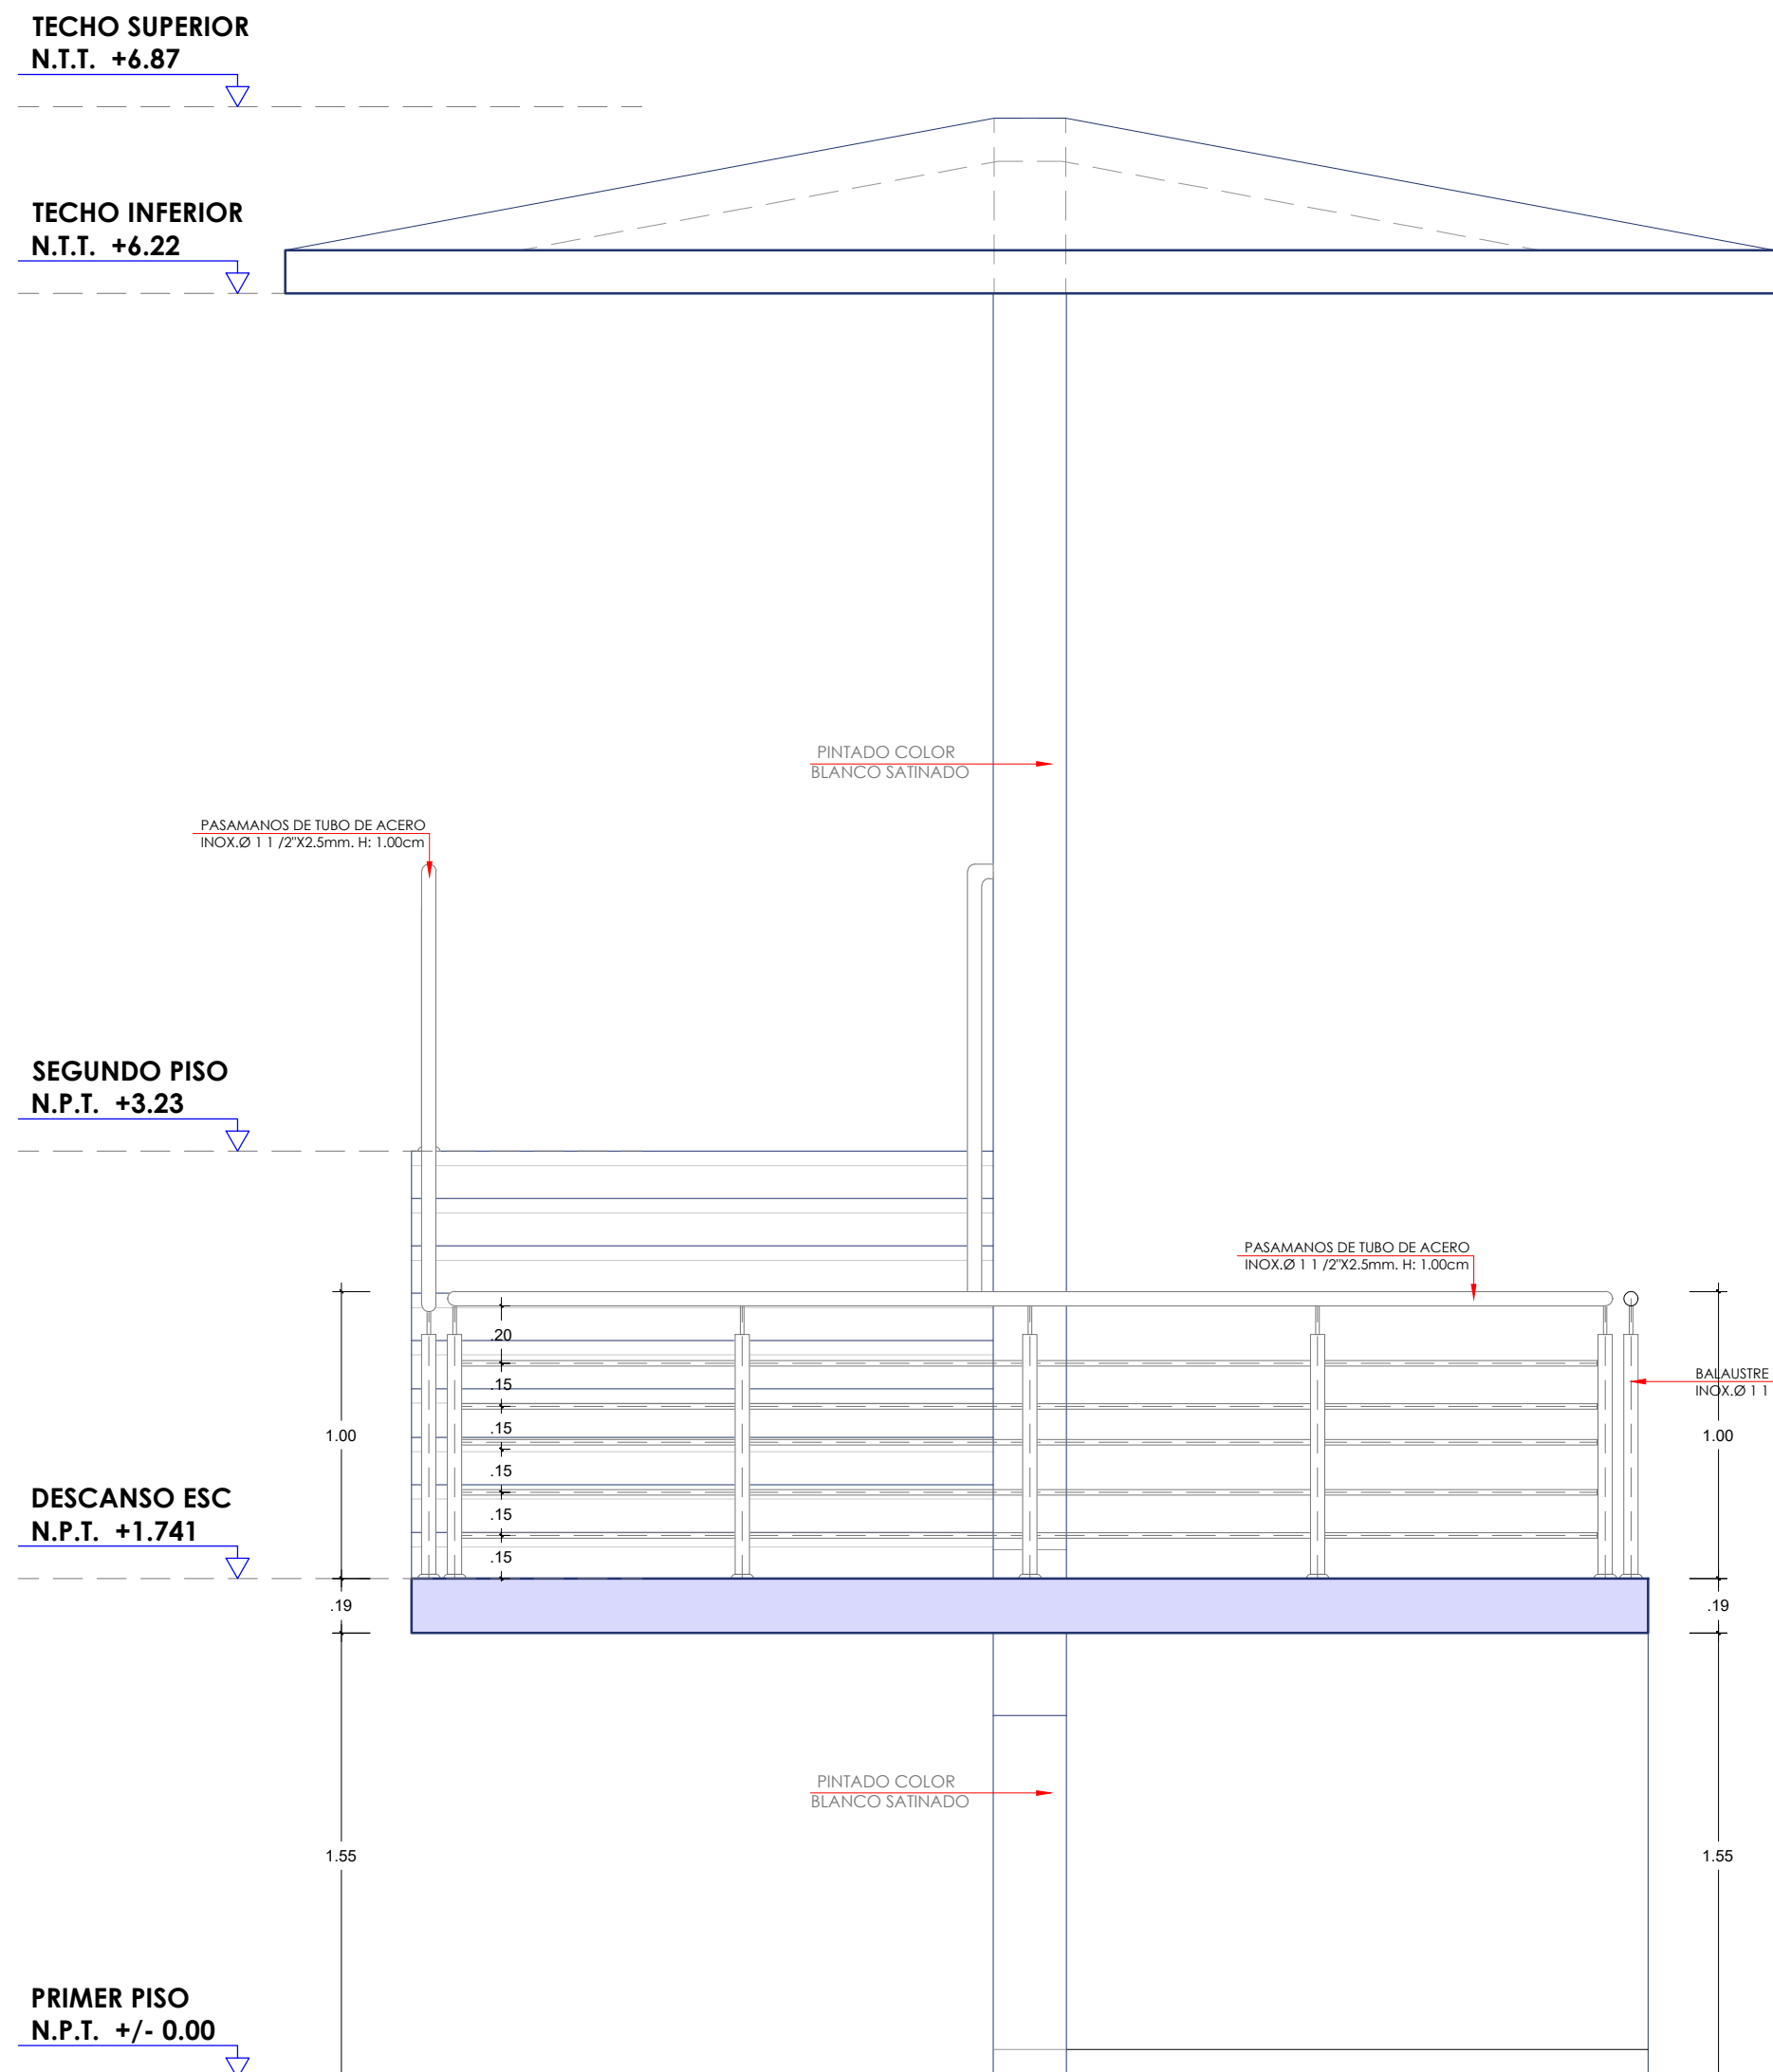 TECHO SUPERIOR
N.T.T. +6.87
TECHO INFERIOR
N.T.T. +6.22
PINTADO COLOR
BLANCO SATINADO
PASAMANOS DE TUBO DE ACERO
INOX.Ø 1 1 /2"X2.5mm. H: 1.00cm
SEGUNDO PISO
N.P.T. +3.23
PASAMANOS DE TUBO DE ACERO
INOX.Ø 1 1 /2"X2.5mm. H: 1.00cm
.20
BALAUSTRE
INOX.Ø 1 1
.15
.15
1.00
1.00
.15
DESCANSO ESC
N.P.T. +1.741
.15
.15
.19
.19
PINTADO COLOR
BLANCO SATINADO
1.55
1.55
PRIMER PISO
N.P.T. +/- 0.00